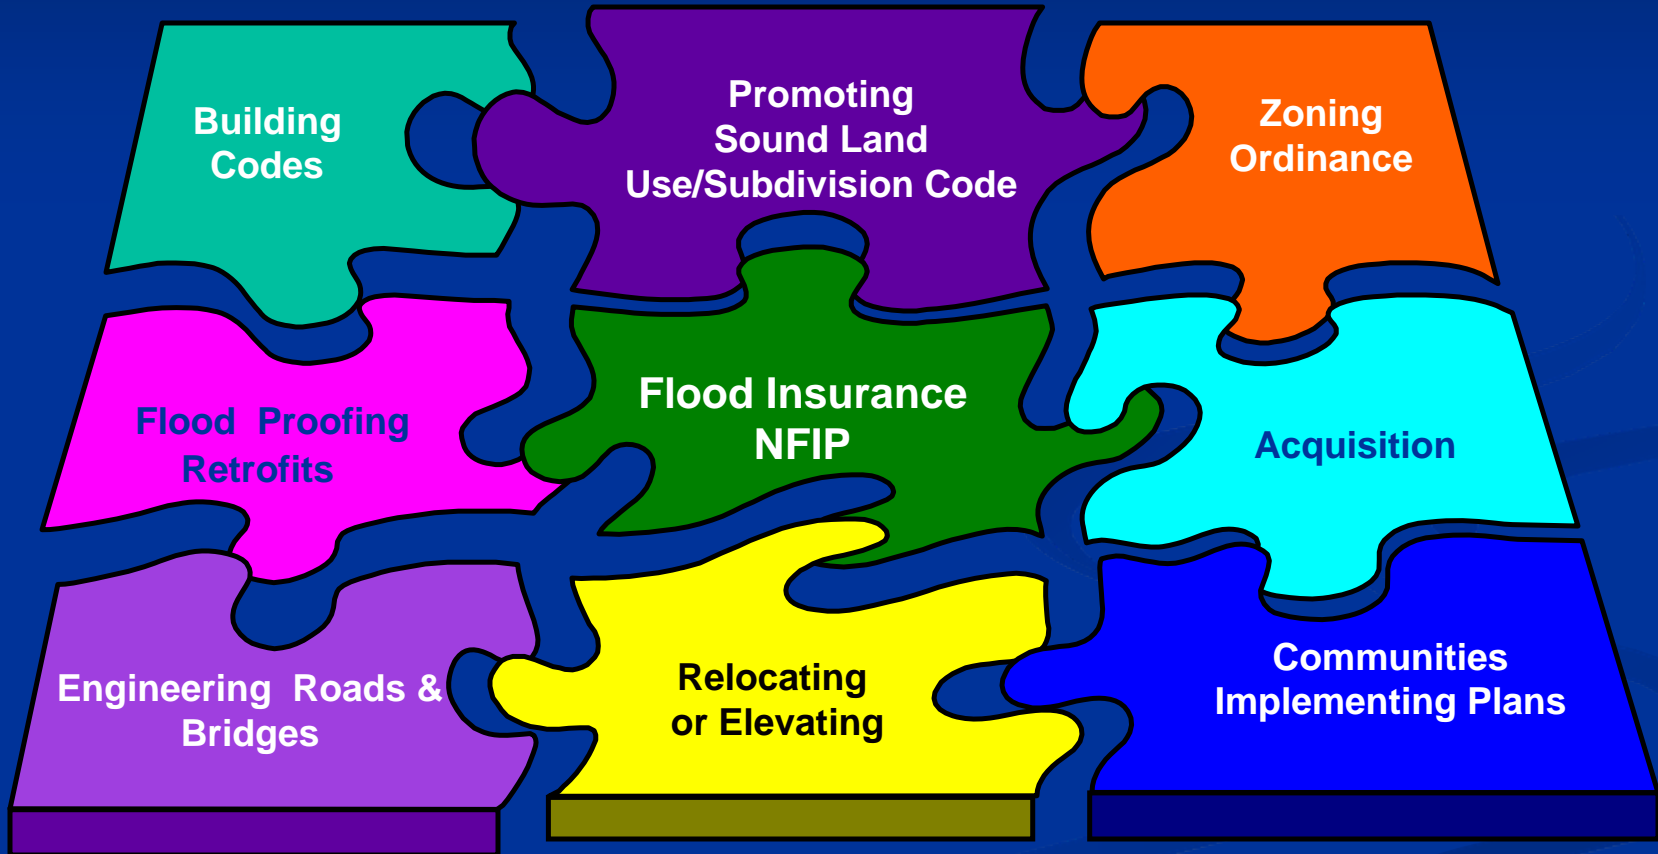 Building
Codes
Promoting
Sound Land
Use/Subdivision Code
Zoning
Ordinance
Flood Proofing
Retrofits
Flood Insurance
NFIP
Acquisition
Engineering Roads &
Bridges
Relocating
or Elevating
Communities
Implementing Plans